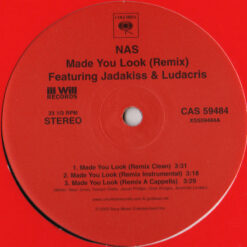 COLUMBIA
NAS
Made You Look (Remix)
Featuring Jadakiss & Ludacris
ill Will
RECORDS
33 1/3 RPM
STEREO
CAS 59484
XSS59484A
1. Made You Look (Remix Clean) 3:31
2. Made You Look (Remix Instrumental) 3:18
3. Made You Look (Remix A Cappella) 3:29